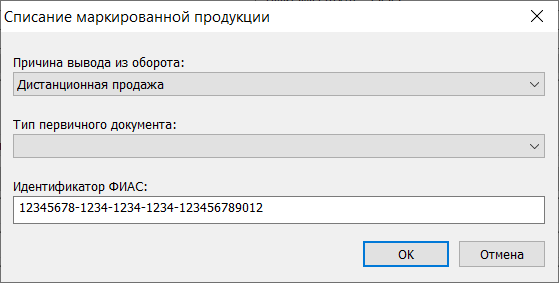 Списание маркированной продукции
Причина вывода из оборота:
Дистанционная продажа
Тип первичного документа:
Идентификатор ФИАС:
12345678-1234-1234-1234-123456789012
ОК
Отмена